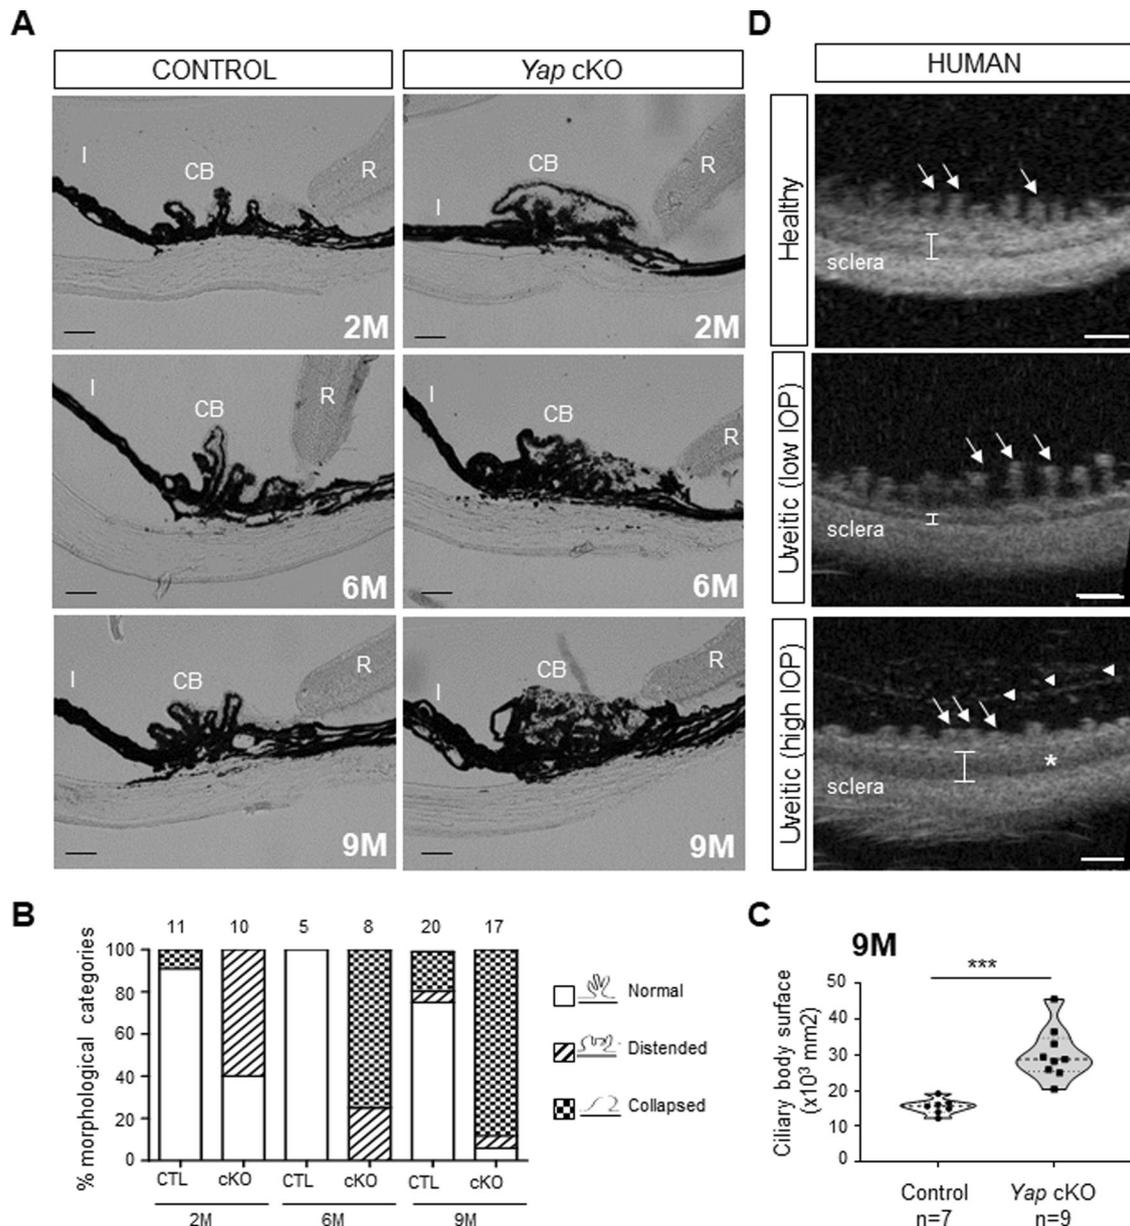 A
CONTROL
Yap cKO
I
CB
R
2M
I
CB
R
2M
I
CB
R
6M
I
CB
R
6M
I
CB
R
9M
I
CB
R
9M
D
HUMAN
Healthy
sclera
Uveitic (low IOP)
sclera
Uveitic (high IOP)
*
sclera
B
% morphological categories
11 10 5 8 20 17
100
80
60
40
20
0
CTL cKO CTL cKO CTL cKO
2M 6M 9M
Normal
Distended
Collapsed
C
9M
***
Ciliary body surface
(x10³ mm2)
50
40
30
20
10
0
Control Yap cKO
n=7 n=9